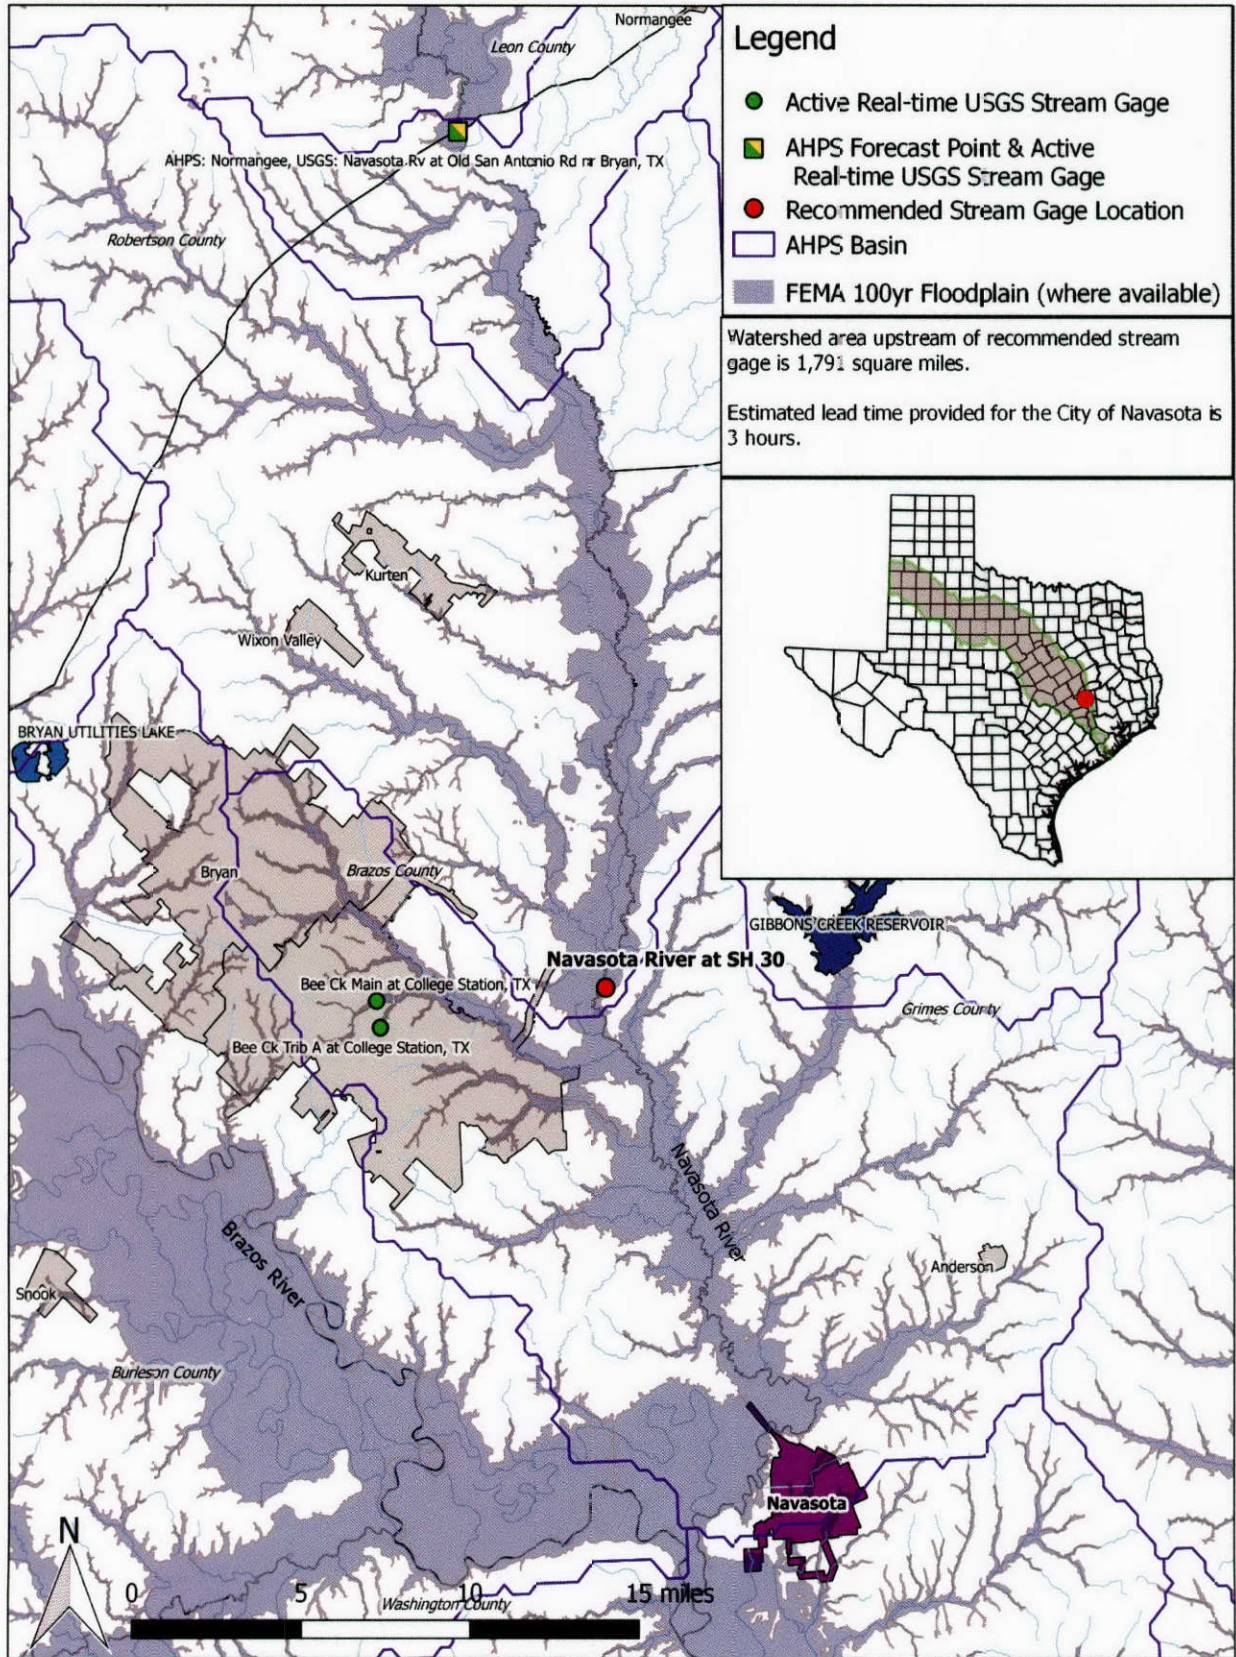 Normangee
Leon County
AHPS: Normangee, USGS: Navasota Rv at Old San Antonio Rd nr Bryan, TX
Robertson County
Legend
Active Real-time USGS Stream Gage
AHPS Forecast Point & Active
Real-time USGS Stream Gage
Recommended Stream Gage Location
AHPS Basin
FEMA 100yr Floodplain (where available)
Watershed area upstream of recommended stream
gage is 1,791 square miles.
Estimated lead time provided for the City of Navasota is
3 hours.
Kurten
Wixon Valley
BRYAN UTILITIES LAKE
Bryan
Brazos County
GIBBONS CREEK RESERVOIR
Navasota River at SH 30
Bee Ck Main at College Station, TX
Grimes County
Bee Ck Trib A at College Station, TX
Navasota River
Brazos River
Anderson
Snook
Burleson County
Navasota
N
0 5 10 15 miles
Washington County